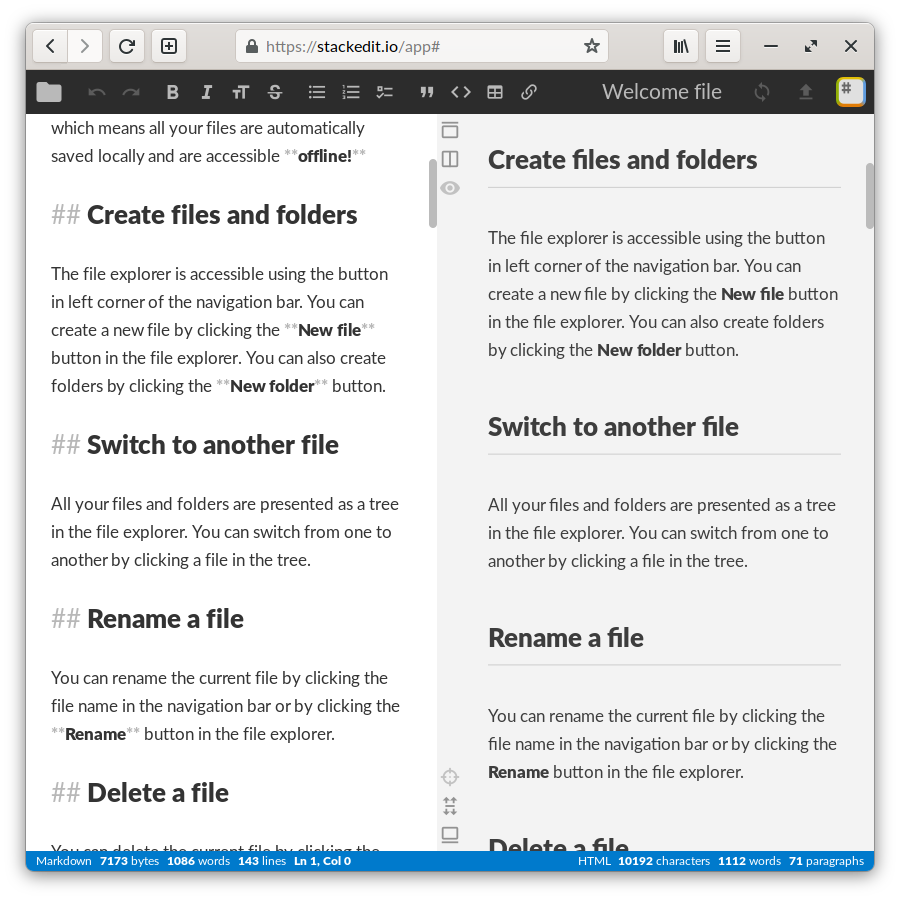 https://stackedit.io/app#
B I TT S Welcome file
which means all your files are automatically
saved locally and are accessible **offline!**
## Create files and folders
The file explorer is accessible using the button
in left corner of the navigation bar. You can
create a new file by clicking the **New file**
button in the file explorer. You can also create
folders by clicking the **New folder** button.
## Switch to another file
All your files and folders are presented as a tree
in the file explorer. You can switch from one to
another by clicking a file in the tree.
## Rename a file
You can rename the current file by clicking the
file name in the navigation bar or by clicking the
**Rename** button in the file explorer.
## Delete a file
You can delete the current file by clicking the
Create files and folders
The file explorer is accessible using the button
in left corner of the navigation bar. You can
create a new file by clicking the New file button
in the file explorer. You can also create folders
by clicking the New folder button.
Switch to another file
All your files and folders are presented as a tree
in the file explorer. You can switch from one to
another by clicking a file in the tree.
Rename a file
You can rename the current file by clicking the
file name in the navigation bar or by clicking the
Rename button in the file explorer.
Delete a file
Markdown 7173 bytes 1086 words 143 lines Ln 1, Col 0
HTML 10192 characters 1112 words 71 paragraphs